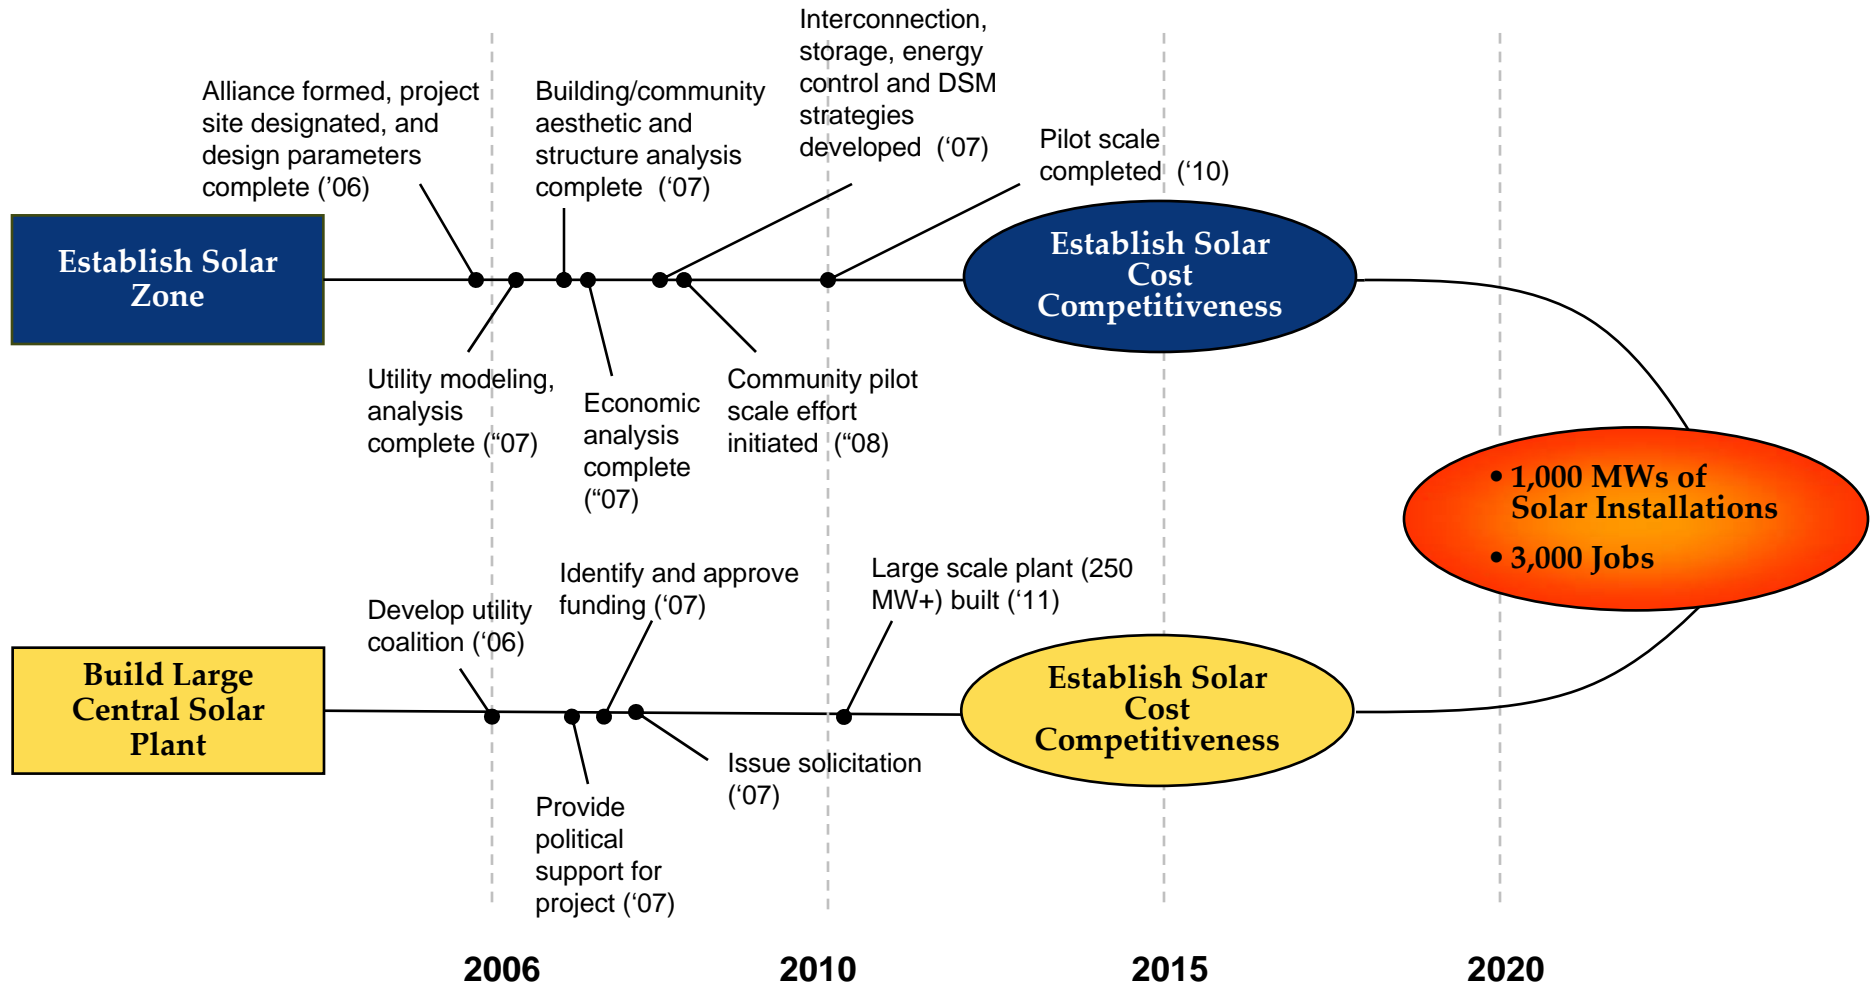 Interconnection,
storage, energy
control and DSM
strategies
developed (‘07)
Alliance formed, project
site designated, and
design parameters
complete (’06)
Building/community
aesthetic and
structure analysis
complete (‘07)
Pilot scale
completed (‘10)
Establish Solar
Zone
Establish Solar
Cost
Competitiveness
Utility modeling,
analysis
complete (“07)
Economic
analysis
complete
(“07)
Community pilot
scale effort
initiated (“08)
• 1,000 MWs of
Solar Installations
• 3,000 Jobs
Develop utility
coalition (‘06)
Identify and approve
funding (‘07)
Large scale plant (250
MW+) built (‘11)
Build Large
Central Solar
Plant
Establish Solar
Cost
Competitiveness
Provide
political
support for
project (‘07)
Issue solicitation
(‘07)
2006
2010
2015
2020